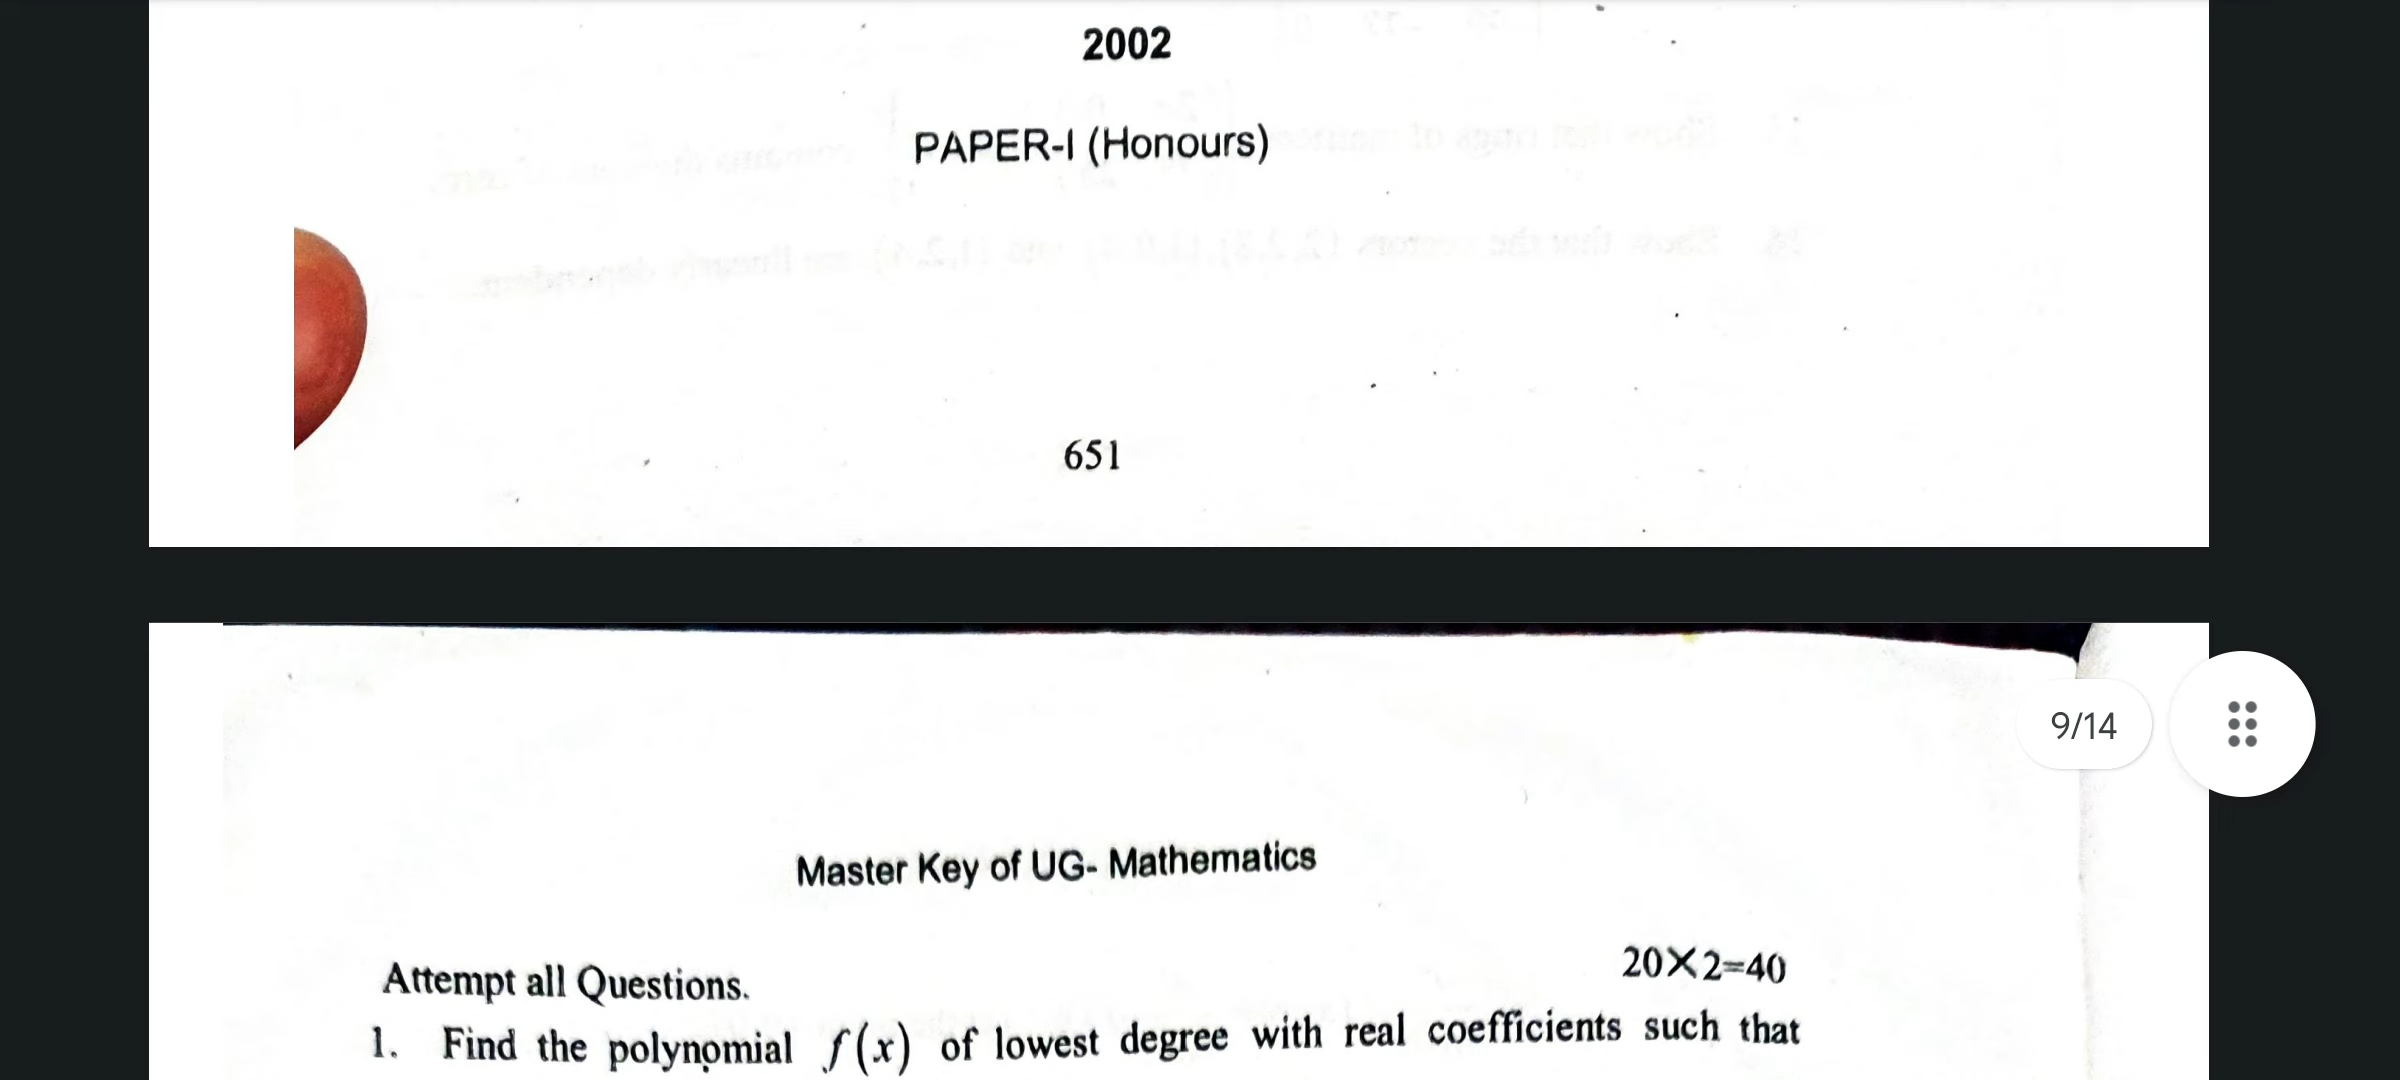 2002
PAPER-I (Honours)
651
Master Key of UG- Mathematics
20×2=40
Attempt all Questions.
1. Find the polynomial f(x) of lowest degree with real coefficients such that
9/14